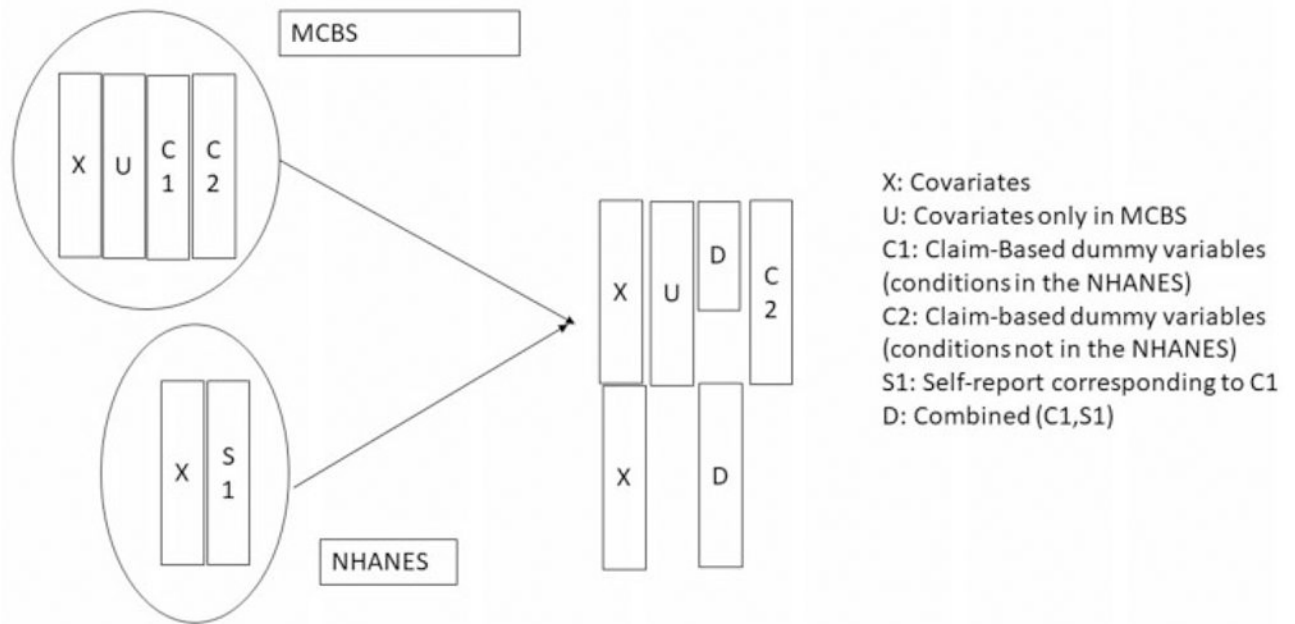 MCBS
X
U
C
1
C
2
X
S
1
NHANES
X
U
D
C
2
X
D
X: Covariates
U: Covariates only in MCBS
C1: Claim-Based dummy variables
(conditions in the NHANES)
C2: Claim-based dummy variables
(conditions not in the NHANES)
S1: Self-report corresponding to C1
D: Combined (C1,S1)